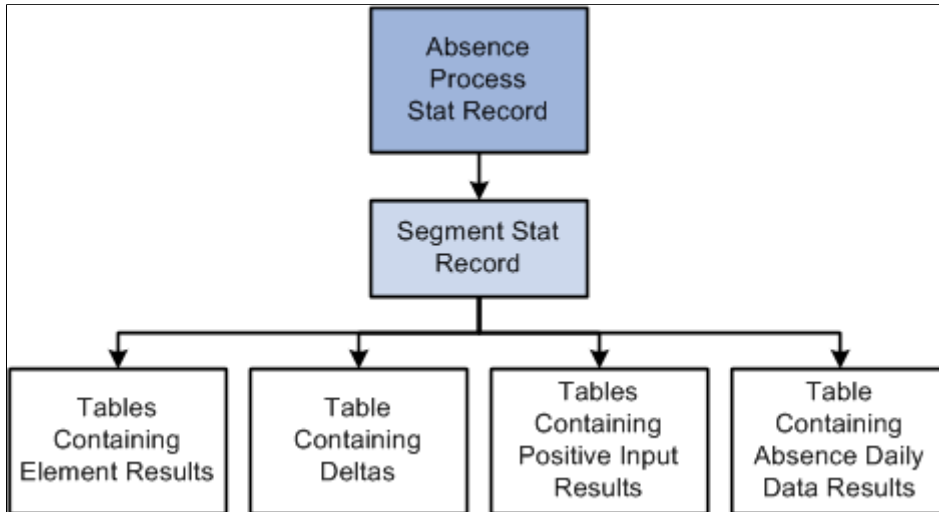 Absence
Process
Stat Record
Segment Stat
Record
Tables
Containing
Element Results
Table
Containing
Deltas
Tables
Containing
Positive Input
Results
Table
Containing
Absence Daily
Data Results